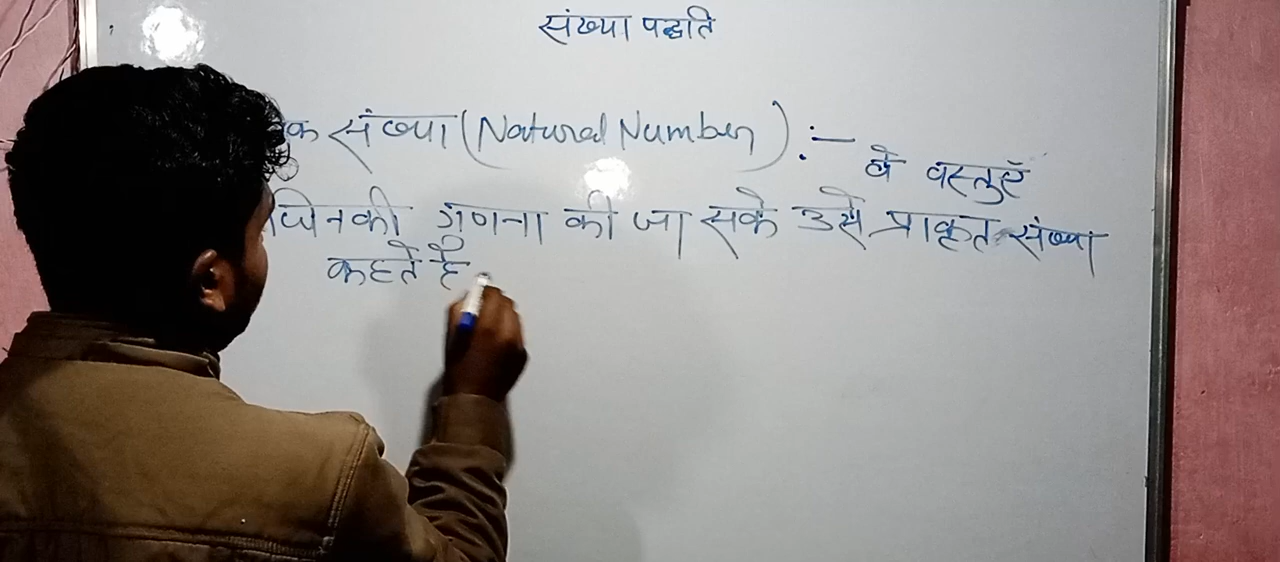 संख्या पद्धति
क संख्या (Natural Number) :- वे वस्तुएँ
जिनकी गणना की जा सके उसे प्राकृत संख्या
कहते है